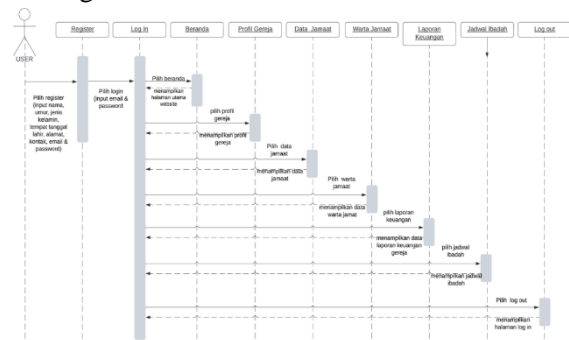 Register
Log In
Beranda
Profil Gereja
Data Jamaat
Warta Jamaat
Laporan
Keuangan
Jadwal Ibadah
Log out
USER
Pilih register
(input nama,
umur, jenis
kelamin,
tempat tanggal
lahir, alamat,
kontak, email &
password)
Pilih login
(input email &
password
Pilih beranda
menampilkan
halaman utama
website
pilih profil
gereja
menampilkan profil
gereja
Pilih data
jamaat
menampilkan data
jamaat
Pilih warta
jamaat
menampilkan data
warta jamat
pilih laporan
keuangan
menampilkan data
laporan keuangan
gereja
pilih jadwal
ibadah
menampilkan jadwal
ibadah
Pilih log out
menampilkan
halaman log in